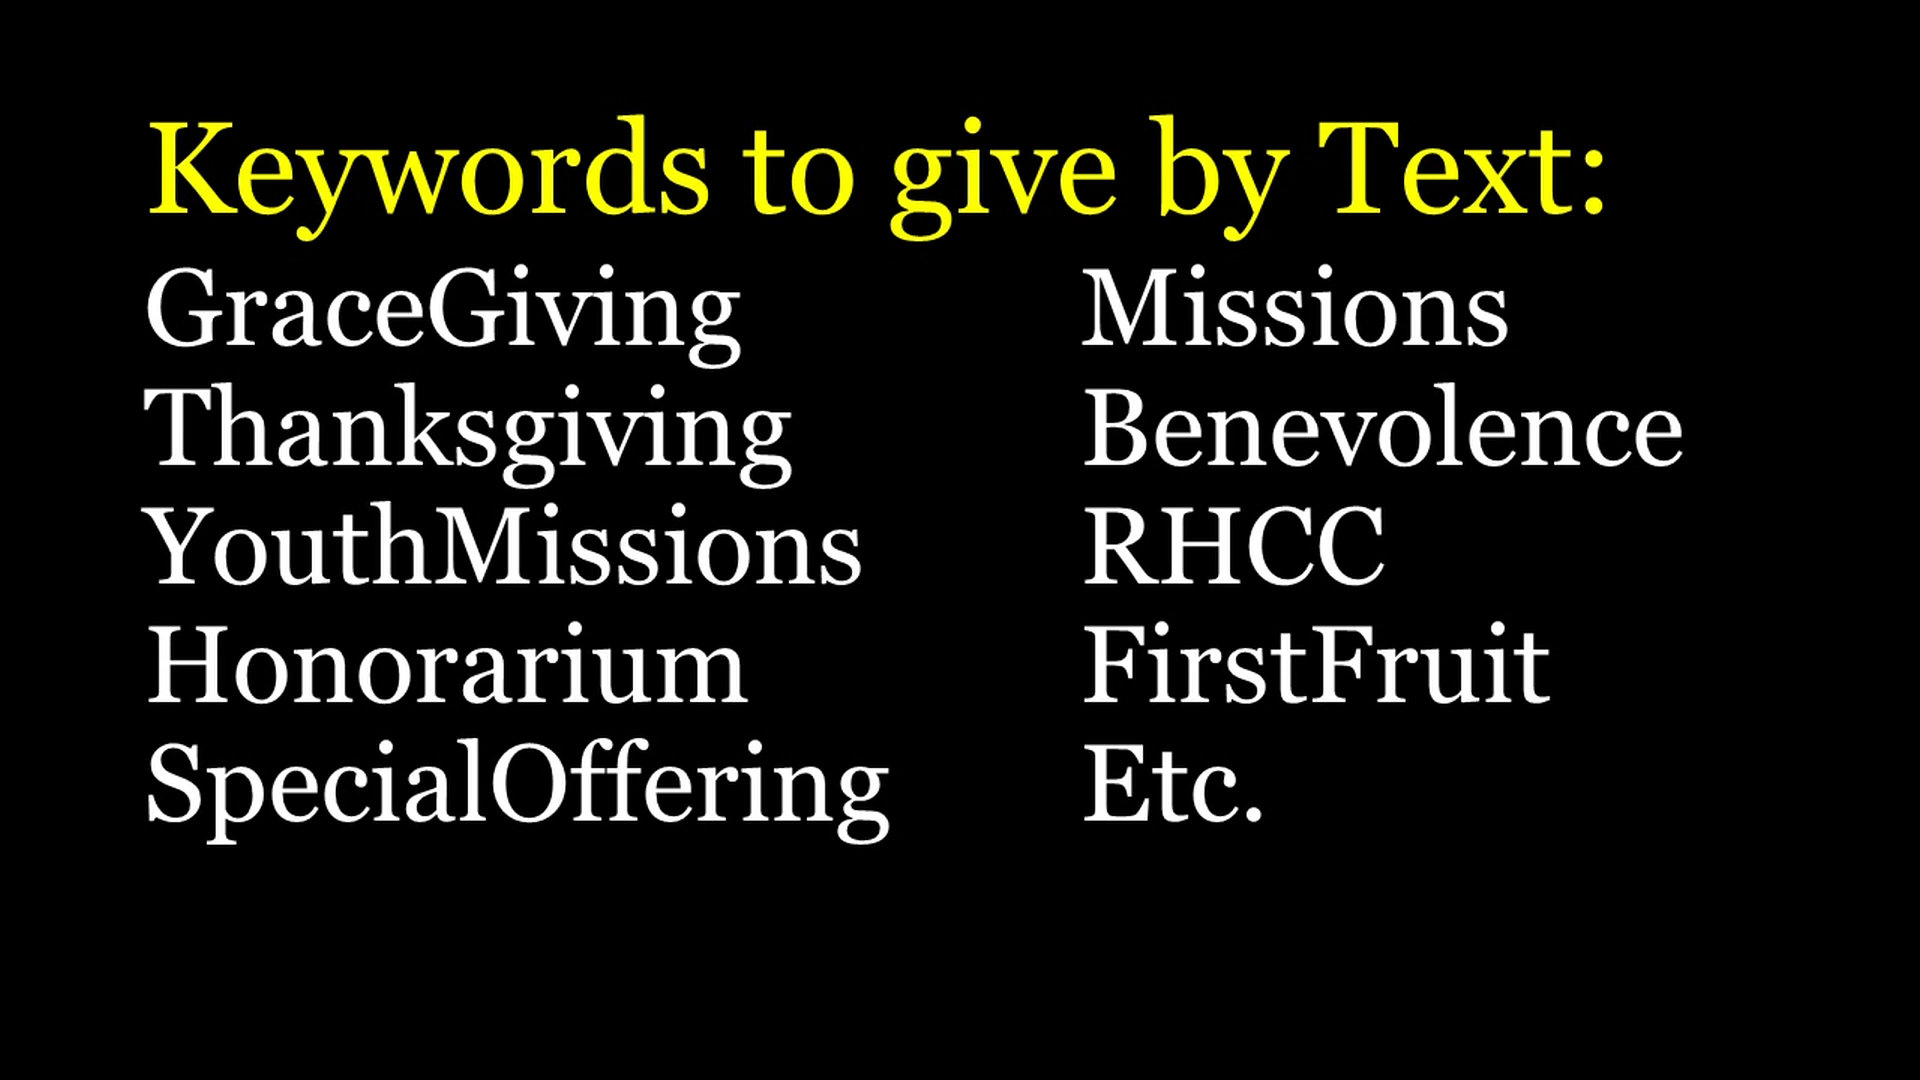 Keywords to give by Text:
GraceGiving
Thanksgiving
YouthMissions
Honorarium
SpecialOffering
Missions
Benevolence
RHCC
FirstFruit
Etc.